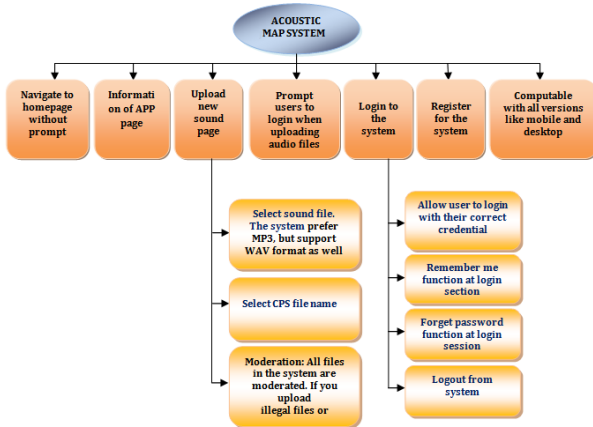 ACOUSTIC
MAP SYSTEM
Navigate to
homepage
without
prompt
Informati
on of APP
page
Upload
new
sound
page
Prompt
users to
login when
uploading
audio files
Login to
the
system
Register
for the
system
Computable
with all versions
like mobile and
desktop
Select sound file.
The system prefer
MP3, but support
WAV format as well
Select CPS file name
Moderation: All files
in the system are
moderated. If you
upload
illegal files or
Allow user to login
with their correct
credential
Remember me
function at login
section
Forget password
function at login
session
Logout from
system